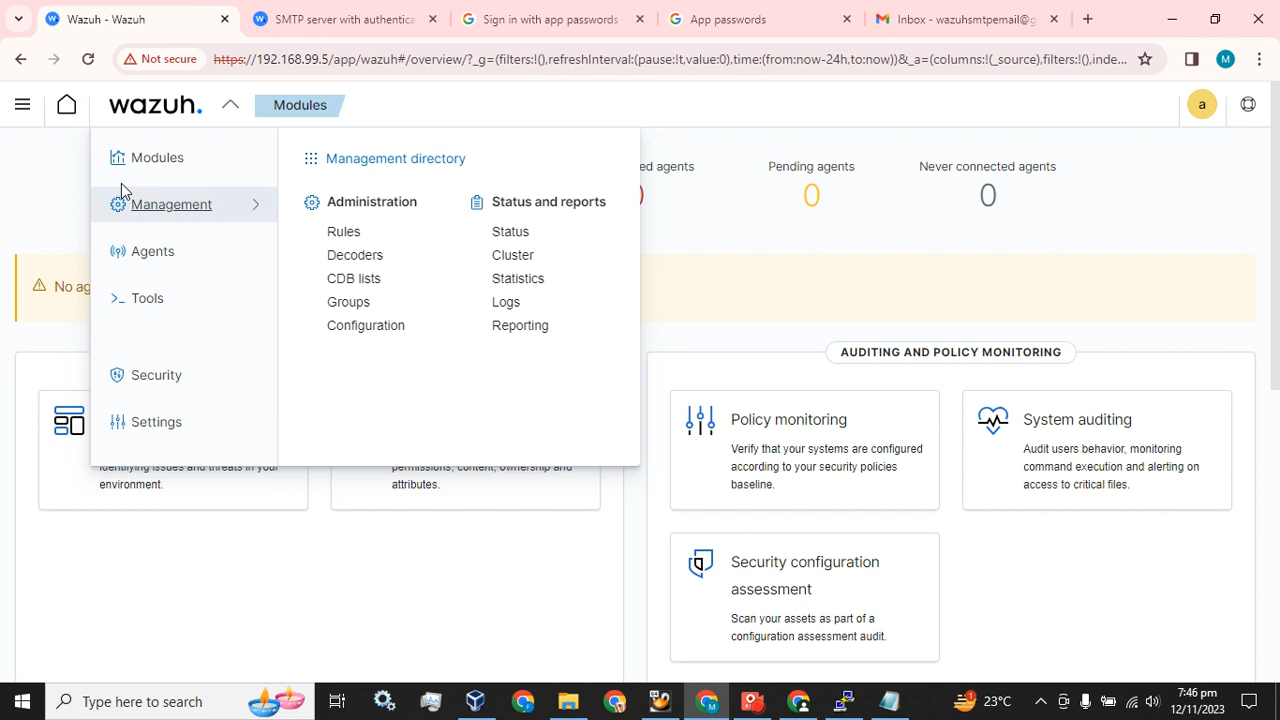 Wazuh - Wazuh
SMTP server with authentica
Sign in with app passwords
App passwords
Inbox - wazuhsmtpemail@g
Not secure
https://192.168.99.5/app/wazuh#/overview/?_g=(filters:!(),refreshInterval:(pause:!t,value:0),time:(from:now-24h,to:now))&_a=(columns:!(_source),filters:!(),inde...
M
wazuh.
Modules
a
Modules
Management
Agents
Tools
Security
Settings
Management directory
Administration
Rules
Decoders
CDB lists
Groups
Configuration
Status and reports
Status
Cluster
Statistics
Logs
Reporting
ed agents
Pending agents
0
Never connected agents
0
No ag
identifying issues and threats in your
environment.
permissions, content, ownership and
attributes.
AUDITING AND POLICY MONITORING
Policy monitoring
Verify that your systems are configured
according to your security policies
baseline.
System auditing
Audit users behavior, monitoring
command execution and alerting on
access to critical files.
Security configuration
assessment
Scan your assets as part of a
configuration assessment audit.
Type here to search
M
1
23°C
7:46 pm
12/11/2023